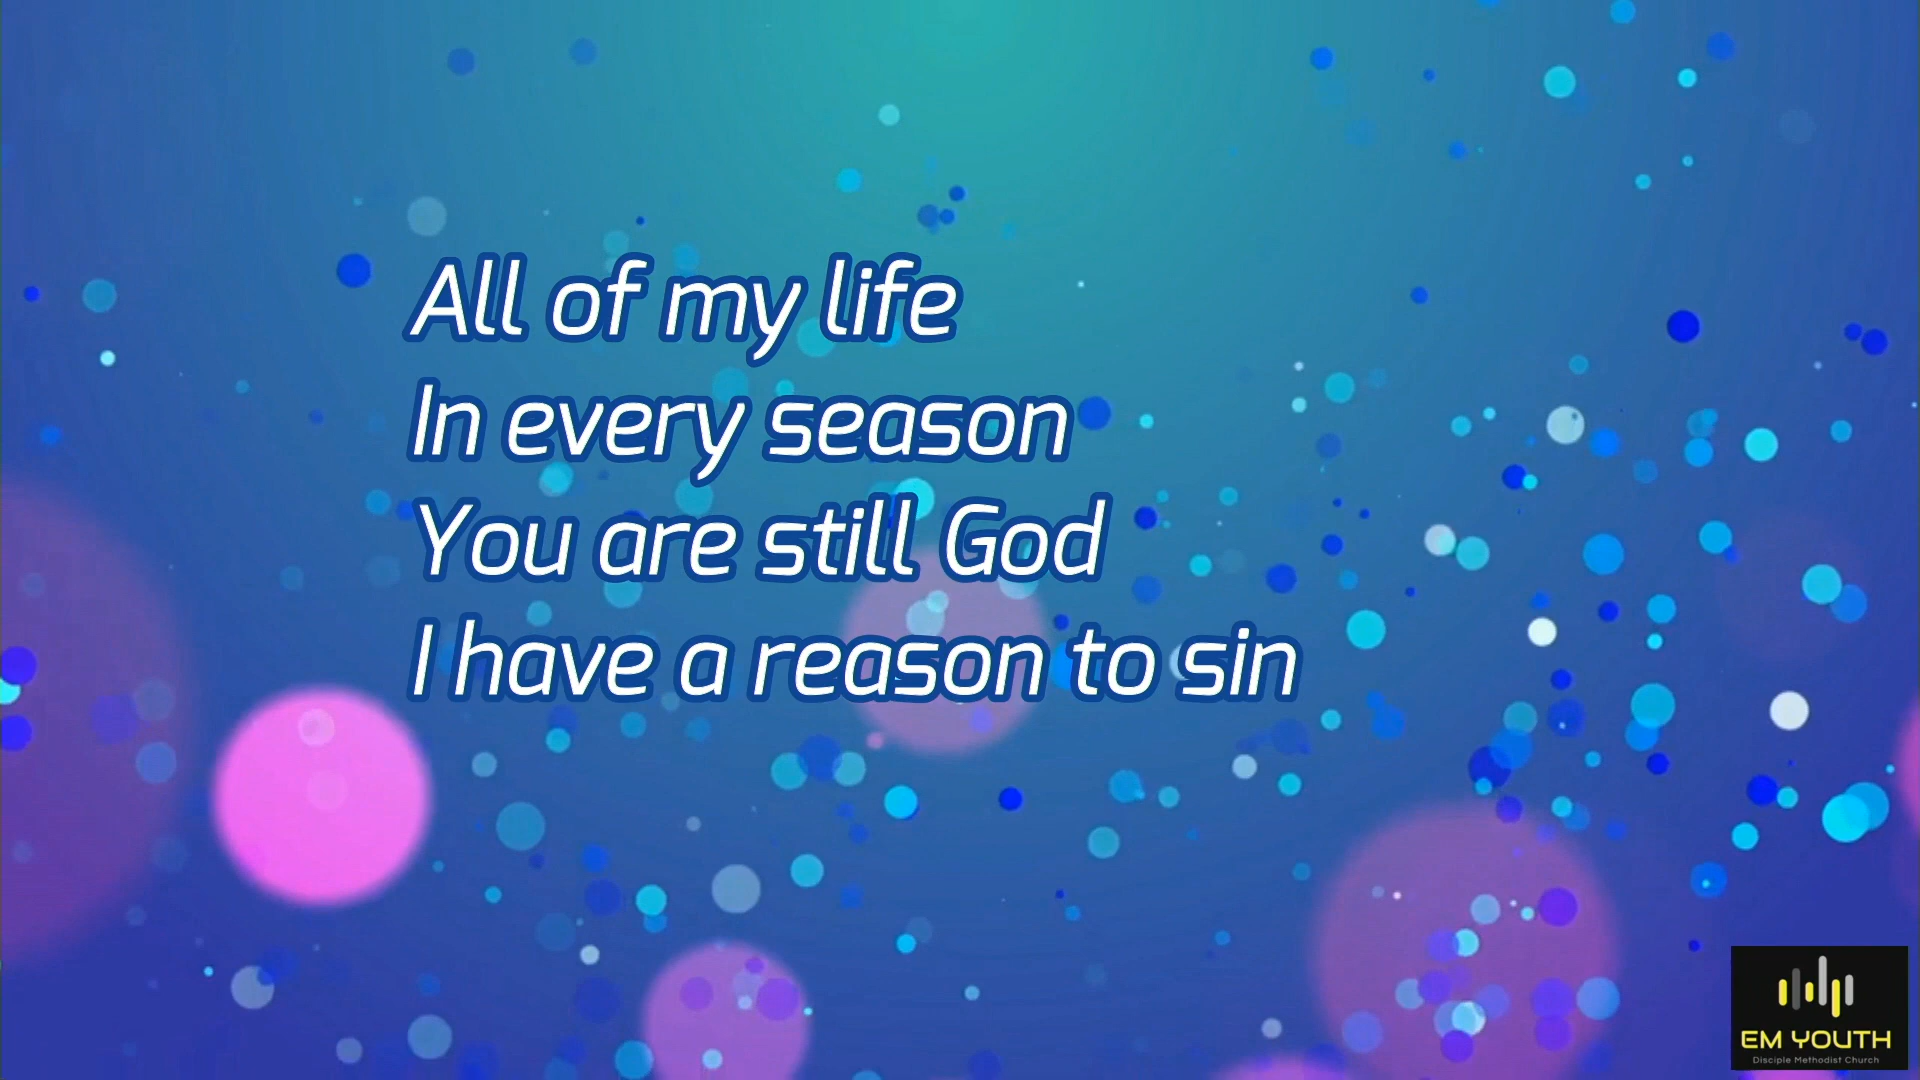 All of my life
In every season
You are still God
I have a reason to sin
EM YOUTH
Disciple Methodist Church